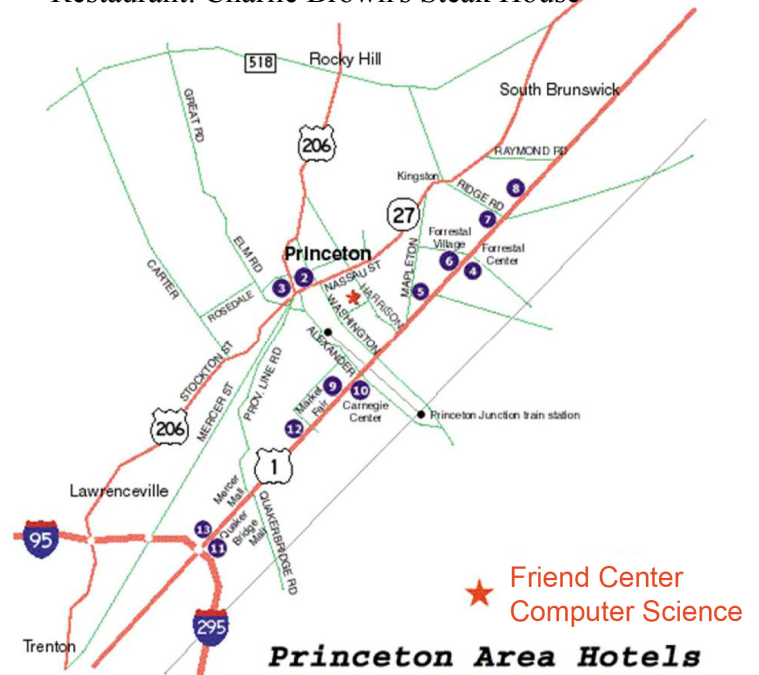 Restaurant: Charlie Brown's Steak House
518
Rocky Hill
South Brunswick
GREAT RD
206
RAYMOND RD
Kingston
RIDGE RD
8
27
7
Princeton
Forrestal
Village
Forrestal
Center
ELM RD
NASSAU ST
MAPLETON
6
4
CARTER
3
2
HARRISON
5
ROSEDALE
WASHINGTON
ALEXANDER
STOCKTON ST
PROV. LINE RD
MERCER ST
9
10
Market
Fair
Carnegie
Center
Princeton Junction train station
206
12
1
Lawrenceville
Mercer
Mall
QUAKERBRIDGE RD
13
Quaker
Bridge
Mall
95
11
Friend Center
Computer Science
295
Trenton
Princeton Area Hotels